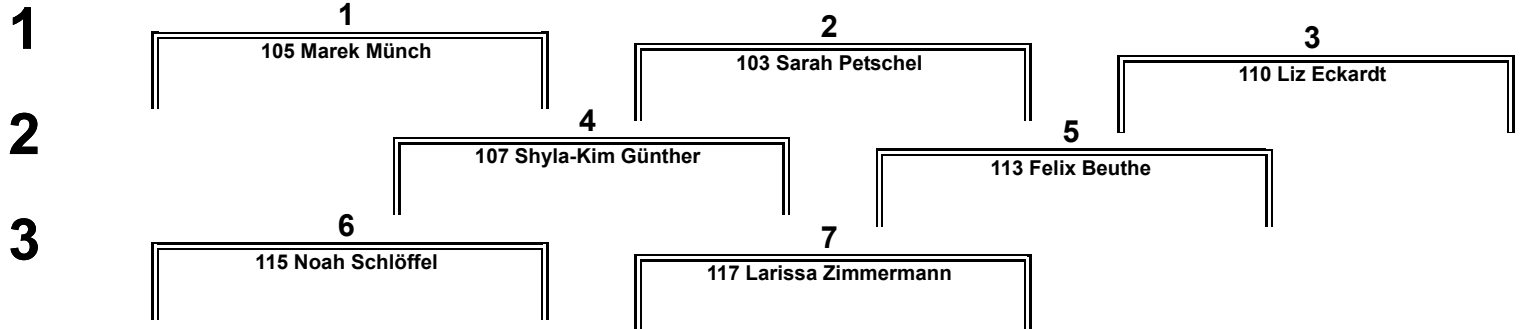 1
1
105 Marek Münch
2
103 Sarah Petschel
3
110 Liz Eckardt
2
4
107 Shyla-Kim Günther
5
113 Felix Beuthe
3
6
115 Noah Schlöffel
7
117 Larissa Zimmermann